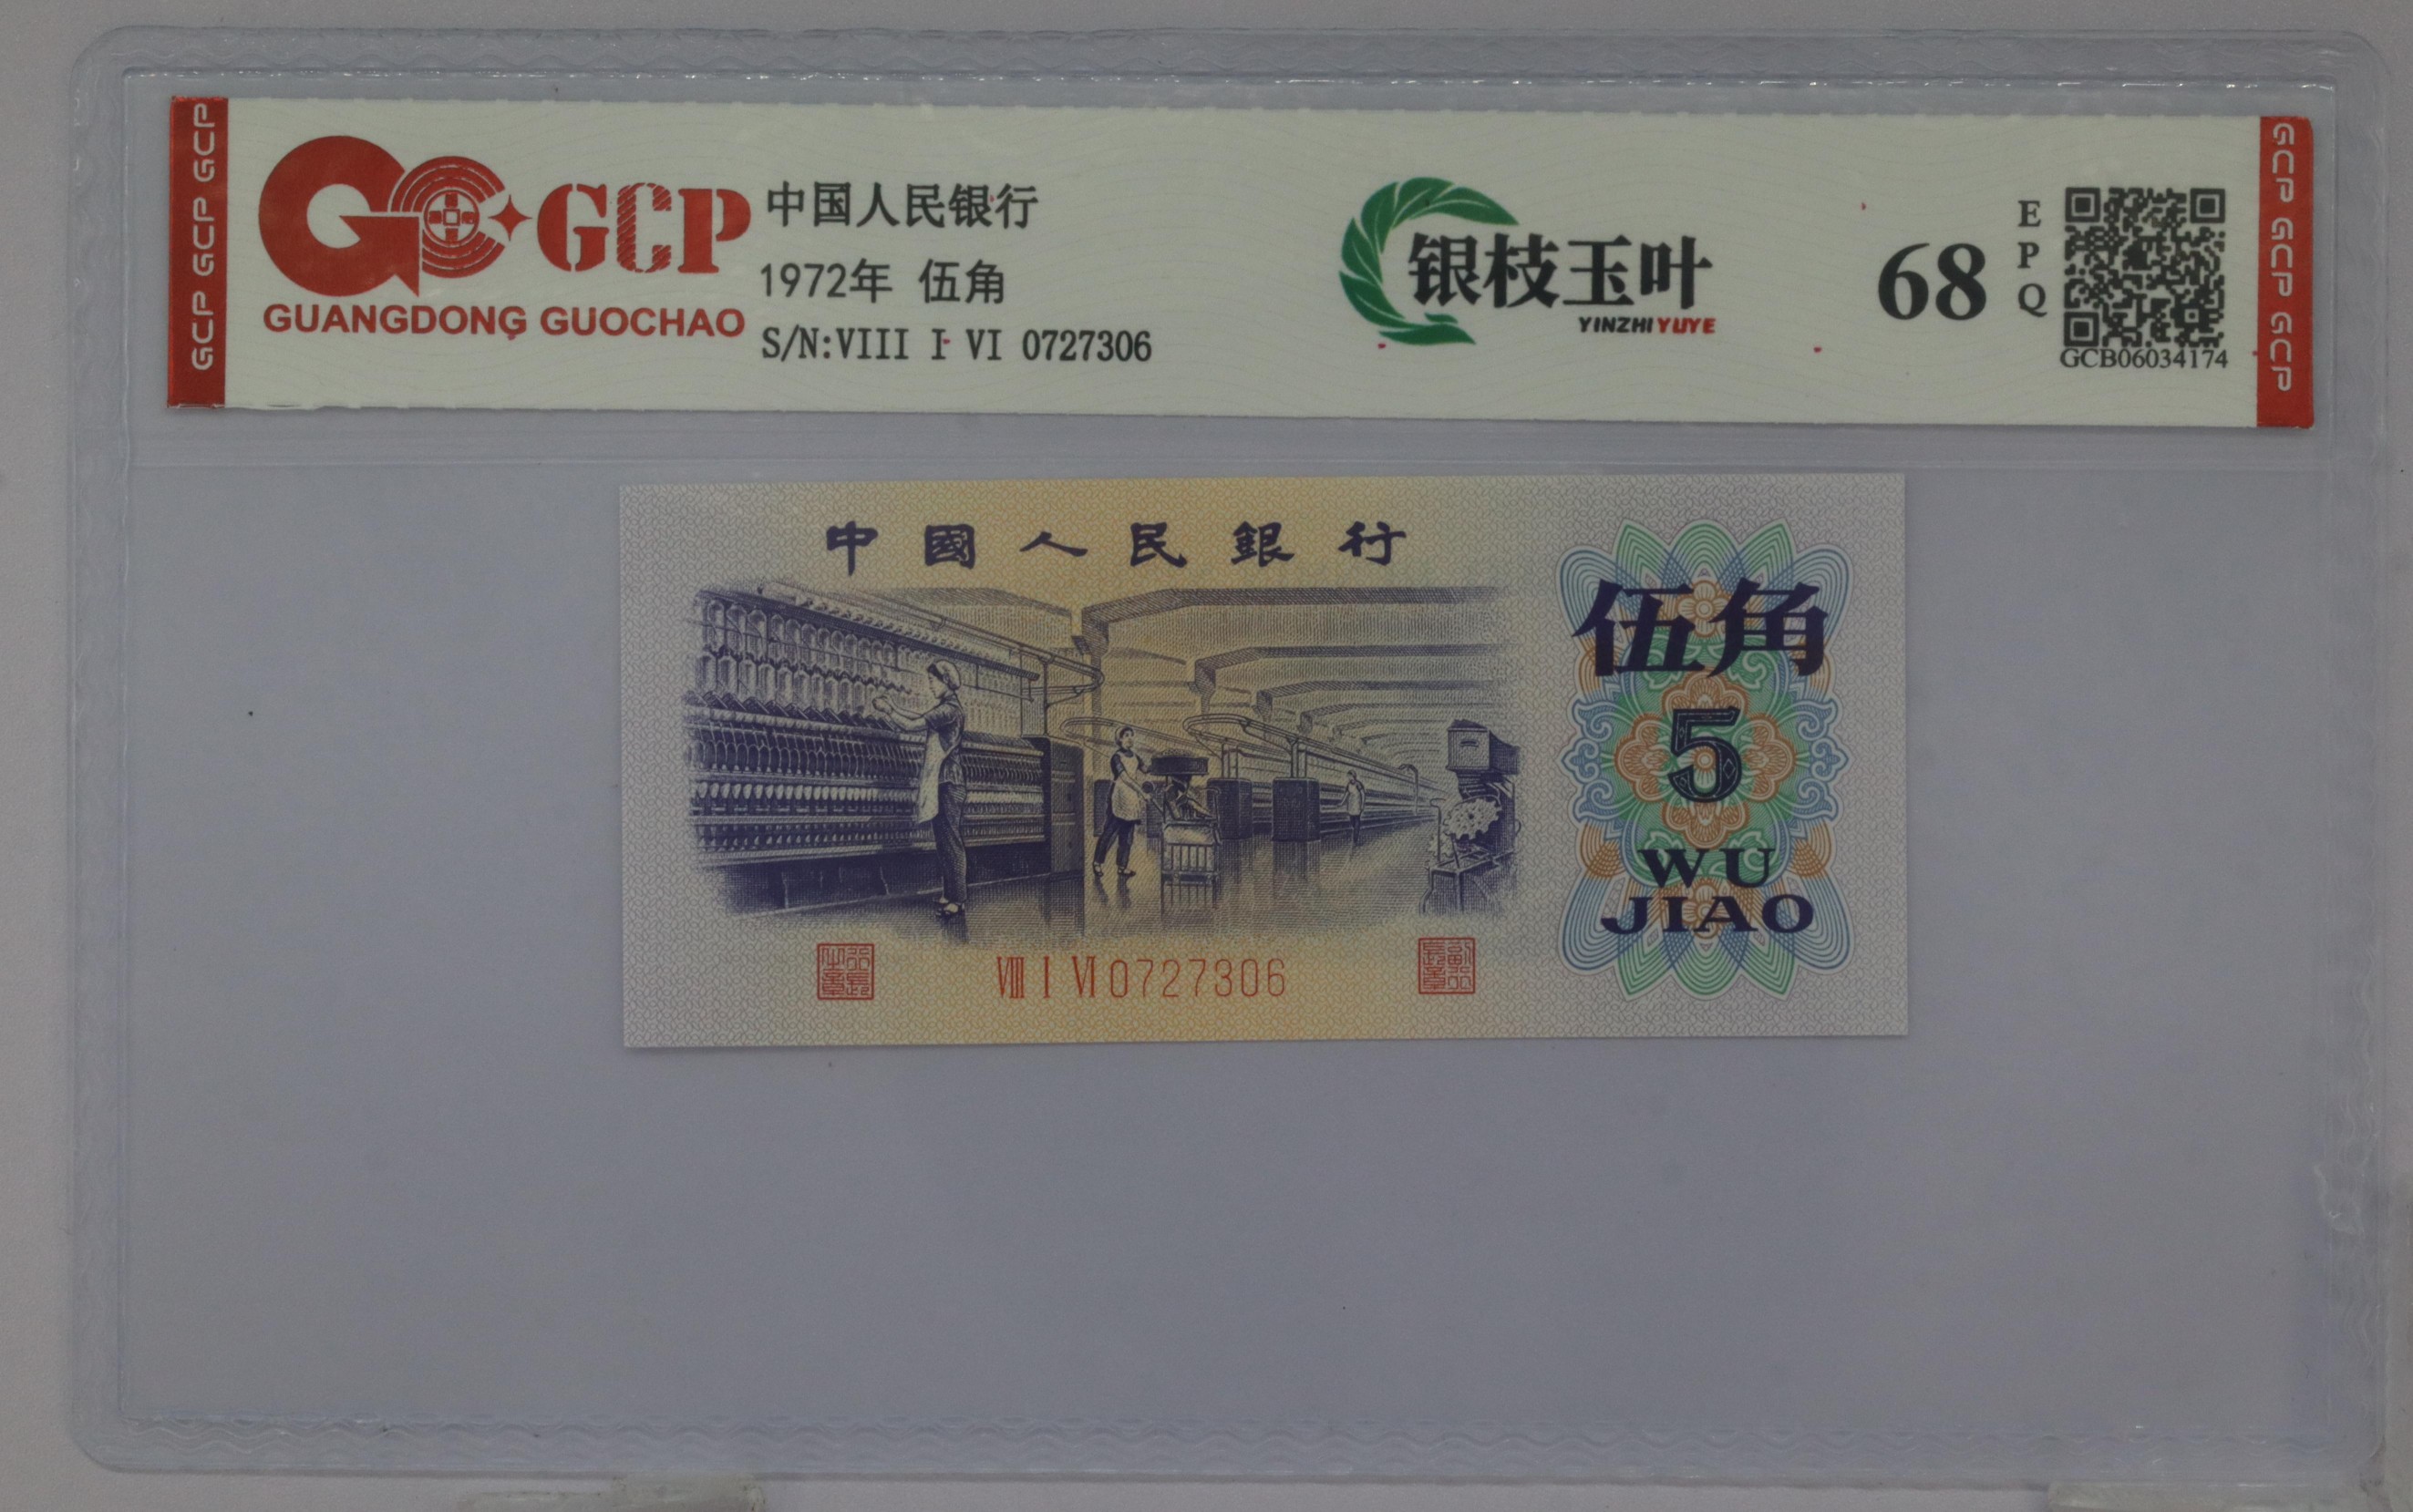 GCP GCP GCP
GCP
GUANGDONG GUOCHAO
中国人民银行
1972年 伍角
S/N:VIII I VI 0727306
银枝玉叶
YINZHIYUYE
68
EPQ
GCB06034174
GCP GCP GCP
中國人民銀行
伍角
5
WU
JIAO
VIII I VI 0727306